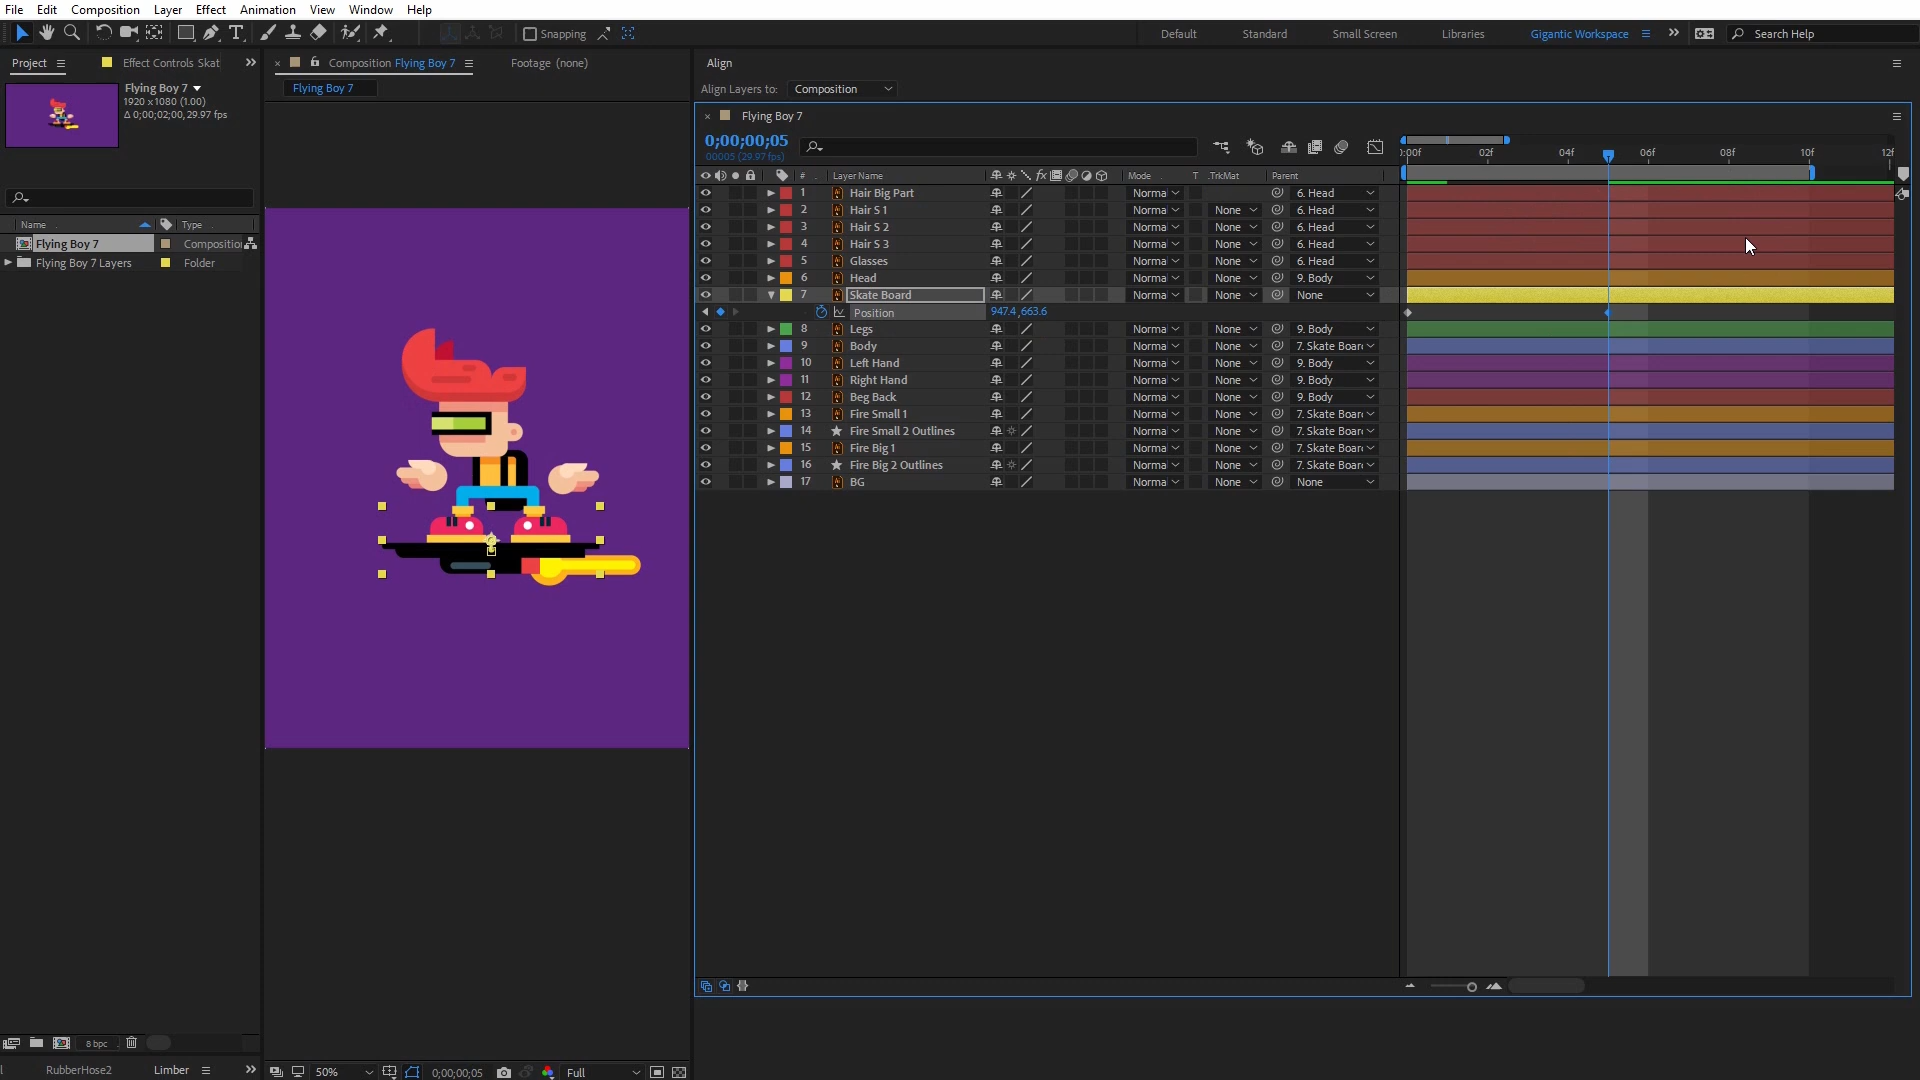 File Edit Composition Layer Effect Animation View Window Help
Snapping
Default Standard Small Screen Libraries Gigantic Workspace Search Help
Project Effect Controls Skat
Composition Flying Boy 7 Footage (none)
Flying Boy 7
Flying Boy 7
1920 x1080 (1.00)
Δ 0;00;02;00, 29.97 fps
Name Type
Flying Boy 7 Compositio
Flying Boy 7 Layers Folder
Align
Align Layers to: Composition
Flying Boy 7
0;00;00;05
00005 (29.97 fps)
# Layer Name Mode T .TrkMat Parent
02f 04f 06f 08f 10f 12f
1 Hair Big Part Norma 6. Head
2 Hair S 1 Norma None 6. Head
3 Hair S 2 Norma None 6. Head
4 Hair S 3 Norma None 6. Head
5 Glasses Norma None 6. Head
6 Head Norma None 9. Body
7 Skate Board Norma None None
Position 947.4 ,663.6
8 Legs Norma None 9. Body
9 Body Norma None 7. Skate Board
10 Left Hand Norma None 9. Body
11 Right Hand Norma None 9. Body
12 Beg Back Norma None 9. Body
13 Fire Small 1 Norma None 7. Skate Board
14 Fire Small 2 Outlines Norma None 7. Skate Board
15 Fire Big 1 Norma None 7. Skate Board
16 Fire Big 2 Outlines Norma None 7. Skate Board
17 BG Norma None None
8 bpc
RubberHose2 Limber
50% 0;00;00;05 Full